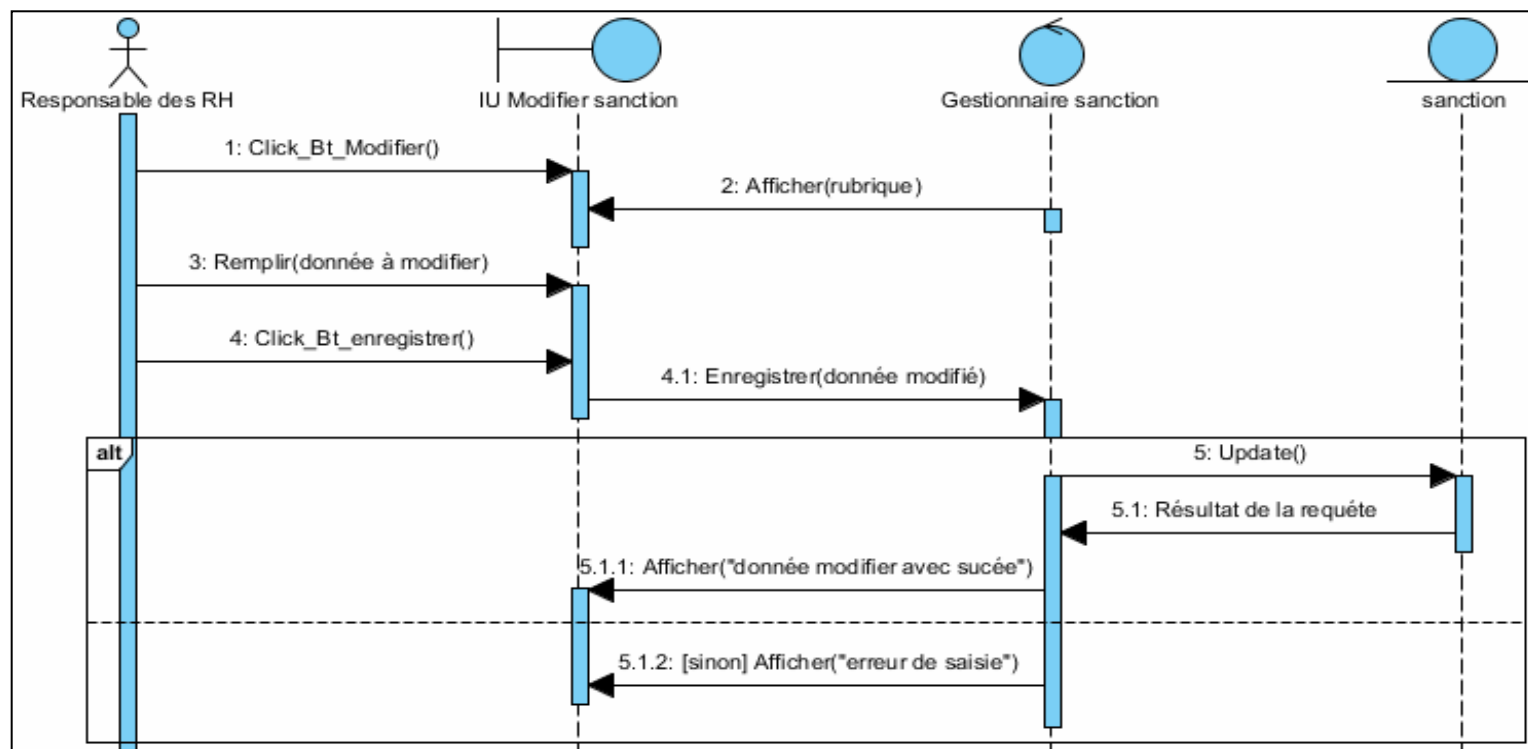 Responsable des RH
IU Modifier sanction
Gestionnaire sanction
sanction
1: Click_Bt_Modifier()
2: Afficher(rubrique)
3: Remplir(donnée à modifier)
4: Click_Bt_enregistrer()
4.1: Enregistrer(donnée modifié)
alt
5: Update()
5.1: Résultat de la requéte
5.1.1: Afficher("donnée modifier avec sucée")
5.1.2: [sinon] Afficher("erreur de saisie")